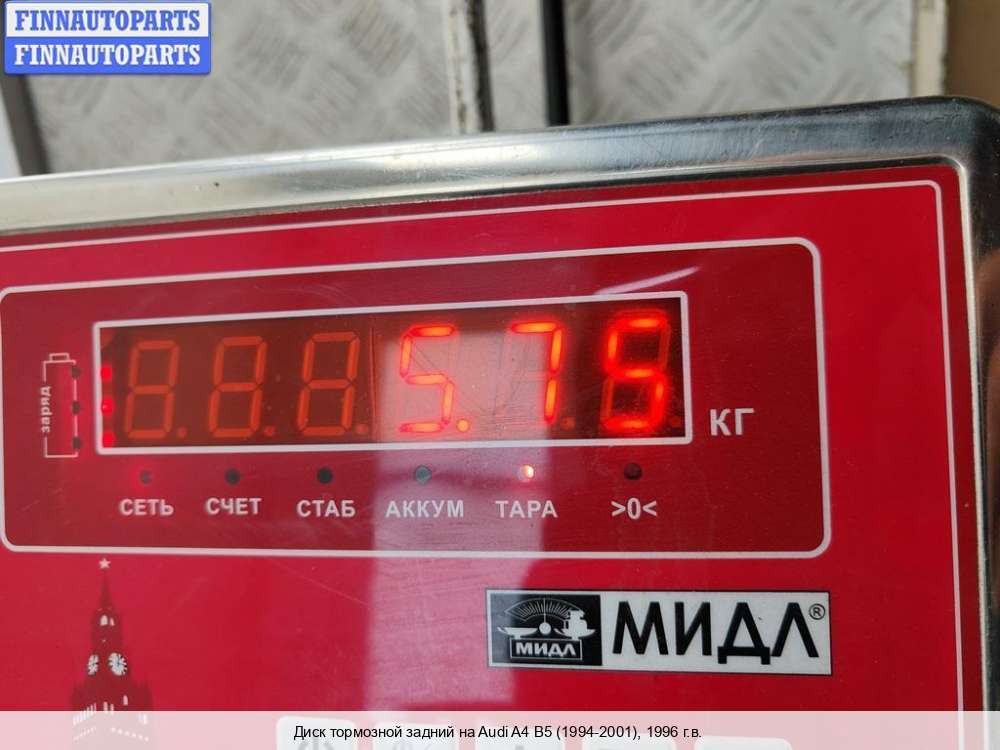 FINNAUTOPARTS
FINNAUTOPARTS
5.75
КГ
заряд
СЕТЬ СЧЕТ СТАБ АККУМ ТАРА >0<
МИДЛ МИДЛ®
Диск тормозной задний на Audi A4 B5 (1994-2001), 1996 г.в.